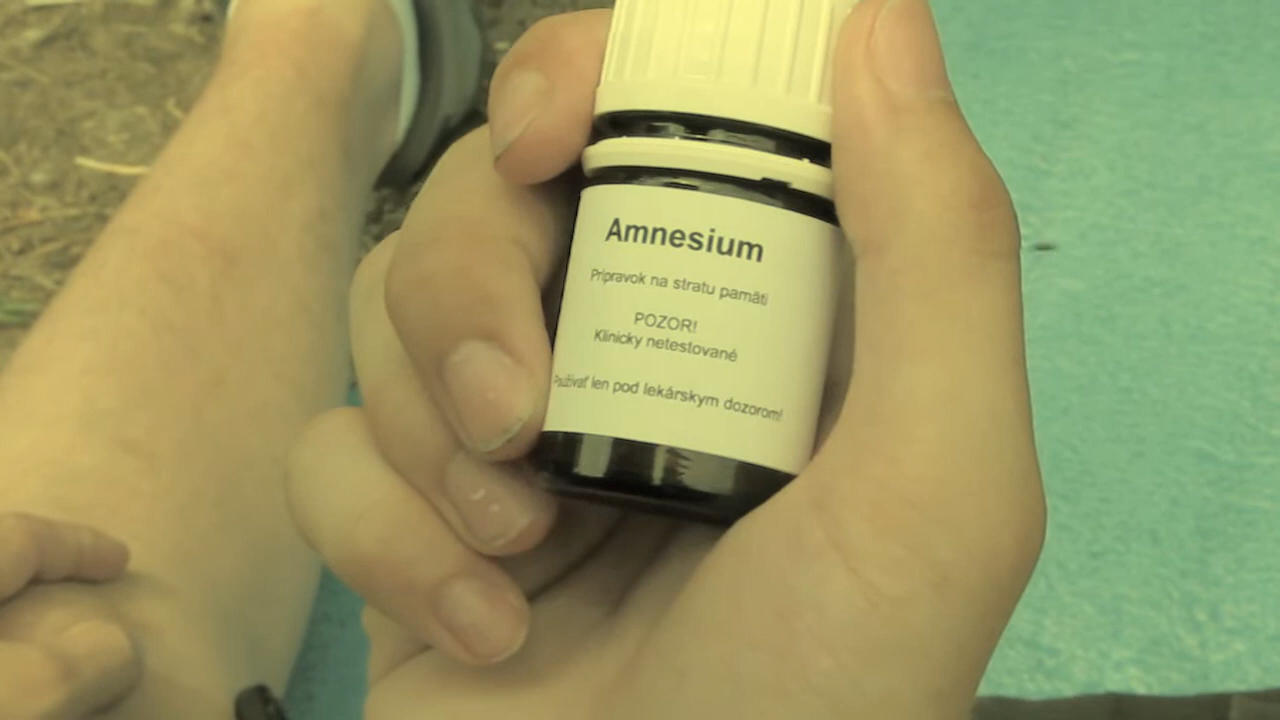 Amnesium
Prípravok na stratu pamäti
POZOR!
Klinicky netestované
Používať len pod lekárskym dozorom!